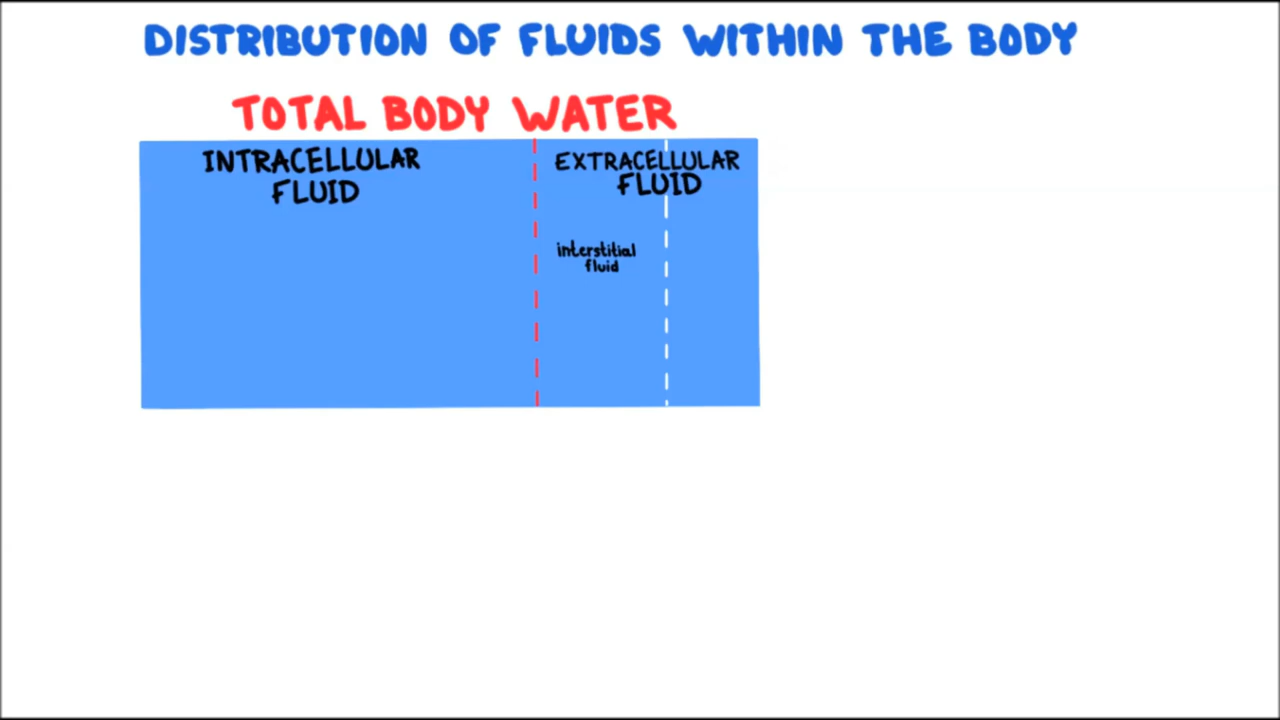 DISTRIBUTION OF FLUIDS WITHIN THE BODY
TOTAL BODY WATER
INTRACELLULAR
FLUID
EXTRACELLULAR
FLUID
interstitial
fluid